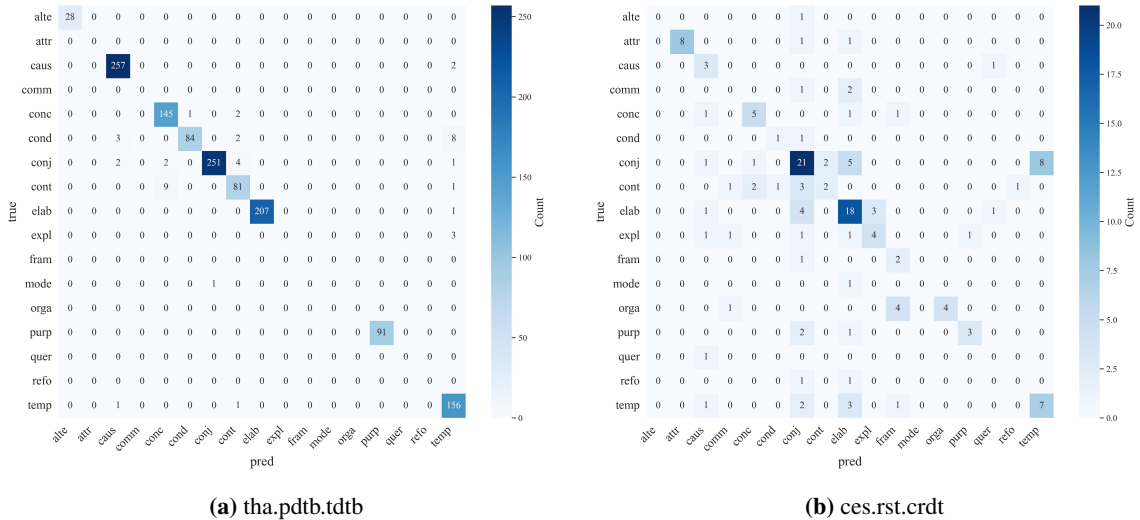 alte 28 0 0 0 0 0 0 0 0 0 0 0 0 0 0 0 0
attr 0 0 0 0 0 0 0 0 0 0 0 0 0 0 0 0 0
caus 0 0 257 0 0 0 0 0 0 0 0 0 0 0 0 0 2
comm 0 0 0 0 0 0 0 0 0 0 0 0 0 0 0 0 0
conc 0 0 0 0 145 1 0 2 0 0 0 0 0 0 0 0 0
cond 0 0 3 0 0 84 0 2 0 0 0 0 0 0 0 0 8
conj 0 0 2 0 2 0 251 4 0 0 0 0 0 0 0 0 1
cont 0 0 0 0 9 0 0 81 0 0 0 0 0 0 0 0 1
elab 0 0 0 0 0 0 0 0 207 0 0 0 0 0 0 0 1
expl 0 0 0 0 0 0 0 0 0 0 0 0 0 0 0 0 3
fram 0 0 0 0 0 0 0 0 0 0 0 0 0 0 0 0 0
mode 0 0 0 0 0 0 1 0 0 0 0 0 0 0 0 0 0
orga 0 0 0 0 0 0 0 0 0 0 0 0 0 0 0 0 0
purp 0 0 0 0 0 0 0 0 0 0 0 0 0 91 0 0 0
quer 0 0 0 0 0 0 0 0 0 0 0 0 0 0 0 0 0
refo 0 0 0 0 0 0 0 0 0 0 0 0 0 0 0 0 0
temp 0 0 1 0 0 0 0 1 0 0 0 0 0 0 0 0 156
true
alte attr caus comm conc cond conj cont elab expl fram mode orga purp quer refo temp
pred
250
200
150
100
50
0
Count
(a) tha.pdtb.tdtb
alte 0 0 0 0 0 0 1 0 0 0 0 0 0 0 0 0 0
attr 0 8 0 0 0 0 1 0 1 0 0 0 0 0 0 0 0
caus 0 0 3 0 0 0 0 0 0 0 0 0 0 0 1 0 0
comm 0 0 0 0 0 0 1 0 2 0 0 0 0 0 0 0 0
conc 0 0 1 0 5 0 0 0 1 0 1 0 0 0 0 0 0
cond 0 0 0 0 0 1 1 0 0 0 0 0 0 0 0 0 0
conj 0 0 1 0 1 0 21 2 5 0 0 0 0 0 0 0 8
cont 0 0 0 1 2 1 3 2 0 0 0 0 0 0 0 1 0
elab 0 0 1 0 0 0 4 0 18 3 0 0 0 0 1 0 0
expl 0 0 1 1 0 0 1 0 1 4 0 0 0 1 0 0 0
fram 0 0 0 0 0 0 1 0 0 0 2 0 0 0 0 0 0
mode 0 0 0 0 0 0 0 0 1 0 0 0 0 0 0 0 0
orga 0 0 0 1 0 0 0 0 0 0 4 0 4 0 0 0 0
purp 0 0 0 0 0 0 2 0 1 0 0 0 0 3 0 0 0
quer 0 0 1 0 0 0 0 0 0 0 0 0 0 0 0 0 0
refo 0 0 0 0 0 0 1 0 1 0 0 0 0 0 0 0 0
temp 0 0 1 0 0 0 2 0 3 0 1 0 0 0 0 0 7
true
alte attr caus comm conc cond conj cont elab expl fram mode orga purp quer refo temp
pred
20.0
17.5
15.0
12.5
10.0
7.5
5.0
2.5
0.0
Count
(b) ces.rst.crdt